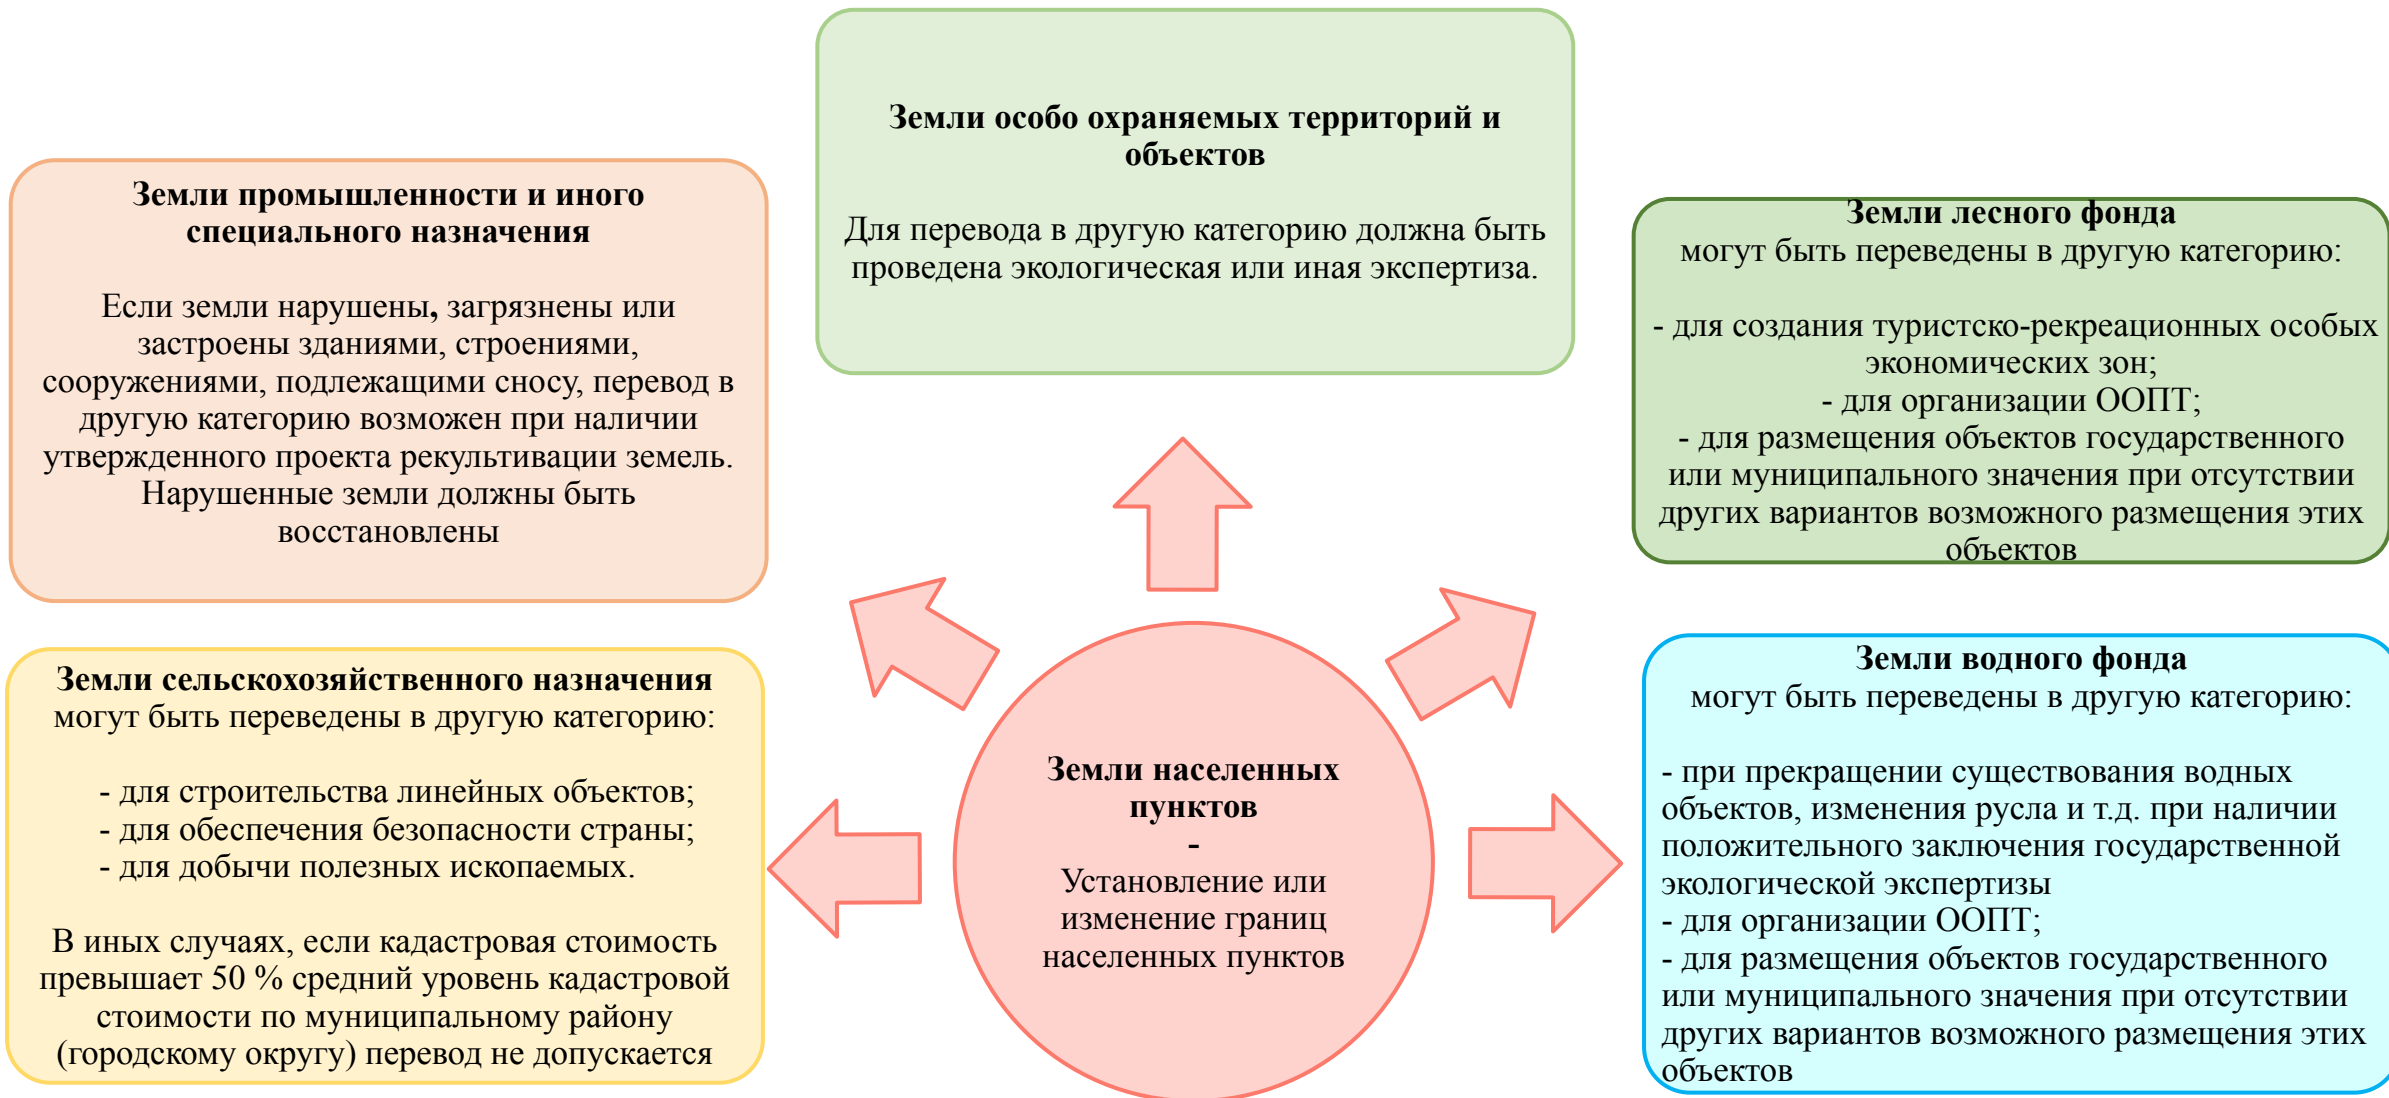 Земли особо охраняемых территорий и
объектов
Для перевода в другую категорию должна быть
проведена экологическая или иная экспертиза.
Земли промышленности и иного
специального назначения
Если земли нарушены, загрязнены или
застроены зданиями, строениями,
сооружениями, подлежащими сносу, перевод в
другую категорию возможен при наличии
утвержденного проекта рекультивации земель.
Нарушенные земли должны быть
восстановлены
Земли лесного фонда
могут быть переведены в другую категорию:
- для создания туристско-рекреационных особых
экономических зон;
- для организации ООПТ;
- для размещения объектов государственного
или муниципального значения при отсутствии
других вариантов возможного размещения этих
объектов
Земли сельскохозяйственного назначения
могут быть переведены в другую категорию:
- для строительства линейных объектов;
- для обеспечения безопасности страны;
- для добычи полезных ископаемых.
В иных случаях, если кадастровая стоимость
превышает 50 % средний уровень кадастровой
стоимости по муниципальному району
(городскому округу) перевод не допускается
Земли населенных
пунктов
-
Установление или
изменение границ
населенных пунктов
Земли водного фонда
могут быть переведены в другую категорию:
- при прекращении существования водных
объектов, изменения русла и т.д. при наличии
положительного заключения государственной
экологической экспертизы
- для организации ООПТ;
- для размещения объектов государственного
или муниципального значения при отсутствии
других вариантов возможного размещения этих
объектов